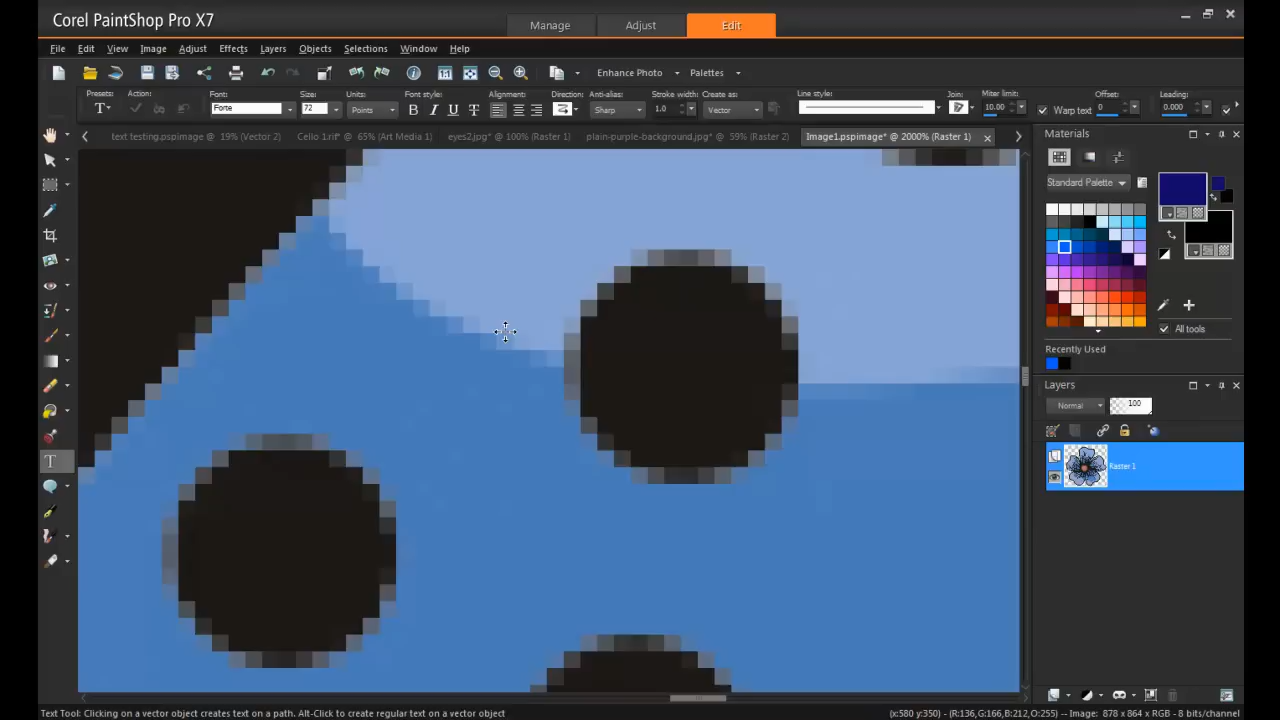 Corel PaintShop Pro X7
Manage Adjust Edit
File Edit View Image Adjust Effects Layers Objects Selections Window Help
Enhance Photo Palettes
Presets: Action: Font: Size: Units: Font style: Alignment: Direction: Anti-alias: Stroke width: Create as: Line style: Join: Miter limit: Offset: Leading:
T Forte 72 Points B I U T Sharp 1.0 Vector 10.00 Warp text 0 0.000
text testing.pspimage @ 19% (Vector 2) Cello 1.rif* @ 65% (Art Media 1) eyes2.jpg* @ 100% (Raster 1) plain-purple-background.jpg* @ 59% (Raster 2) Image1.pspimage* @ 2000% (Raster 1)
Materials
Standard Palette
All tools
Recently Used
Layers
Normal 100
Raster 1
T
Text Tool: Clicking on a vector object creates text on a path. Alt-Click to create regular text on a vector object (x:580 y:350) -- (R:136,G:166,B:212,O:255) -- Image: 878 x 864 x RGB - 8 bits/channel